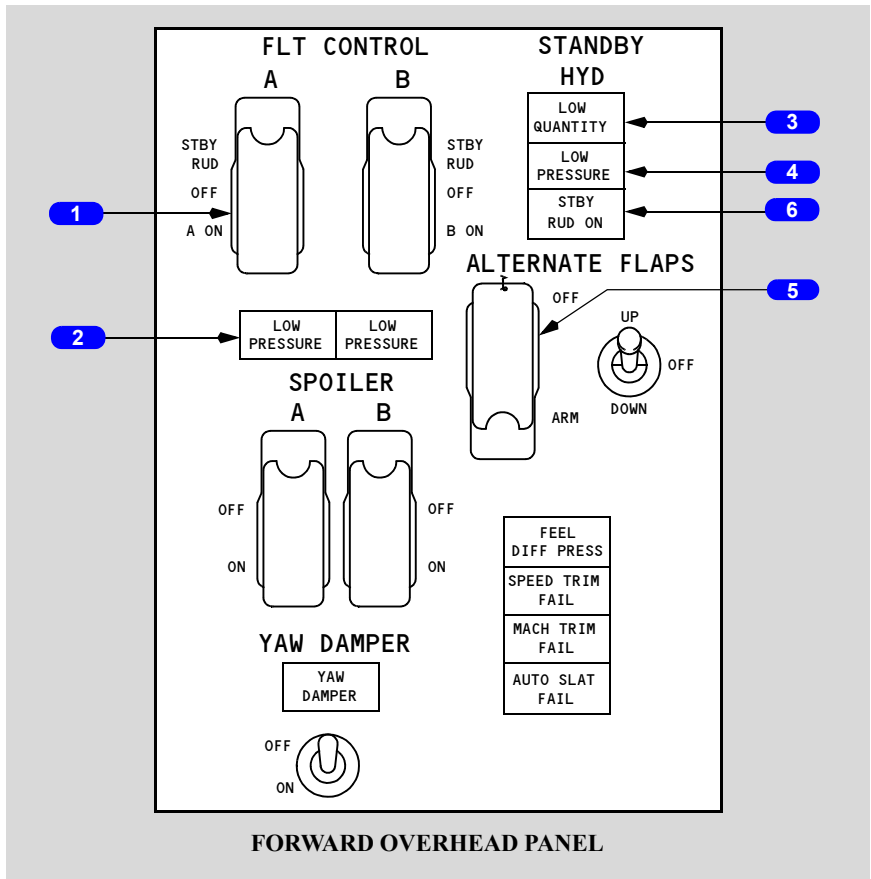 FLT CONTROL
A
B
STBY
RUD
OFF
A ON
STBY
RUD
OFF
B ON
STANDBY
HYD
LOW
QUANTITY
LOW
PRESSURE
STBY
RUD ON
3
4
6
1
ALTERNATE FLAPS
OFF
ARM
5
UP
OFF
DOWN
2
LOW
PRESSURE
LOW
PRESSURE
SPOILER
A
B
OFF
ON
OFF
ON
FEEL
DIFF PRESS
SPEED TRIM
FAIL
MACH TRIM
FAIL
AUTO SLAT
FAIL
YAW DAMPER
YAW
DAMPER
OFF
ON
FORWARD OVERHEAD PANEL